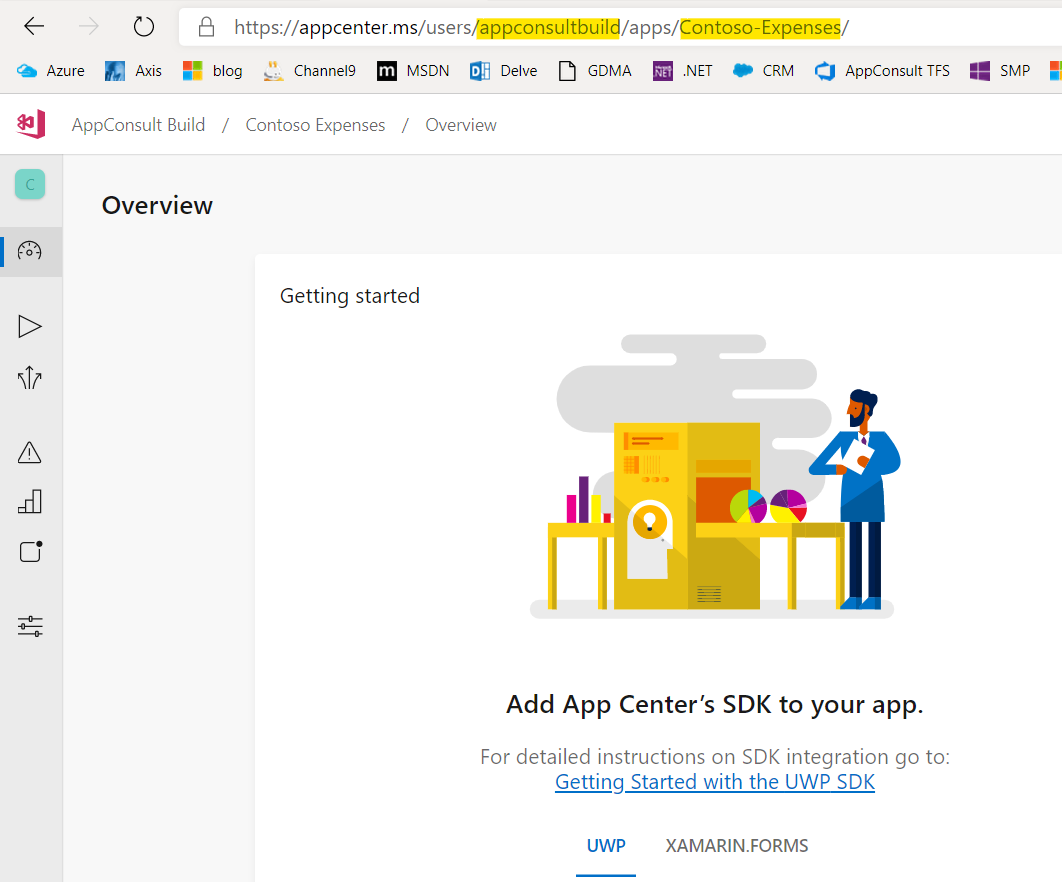 https://appcenter.ms/users/appconsultbuild/apps/Contoso-Expenses/
Azure Axis blog Channel9 m MSDN D Delve GDMA .NET .NET CRM AppConsult TFS SMP
AppConsult Build / Contoso Expenses / Overview
C
Overview
Getting started
Add App Center’s SDK to your app.
For detailed instructions on SDK integration go to:
Getting Started with the UWP SDK
UWP XAMARIN.FORMS